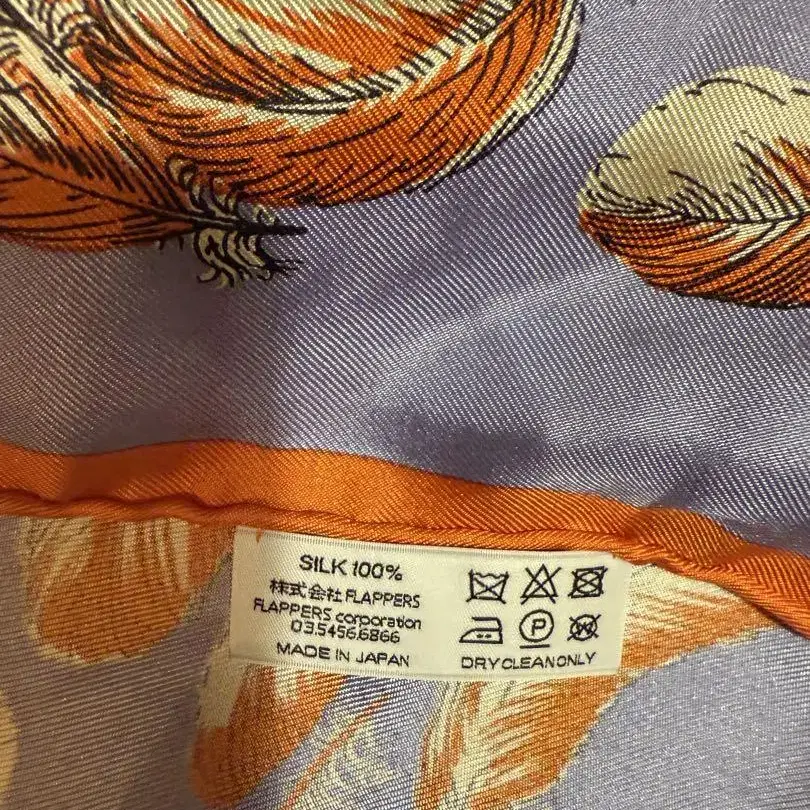 SILK 100%
株式会社 FLAPPERS
FLAPPERS corporation
03.5456.6866
MADE IN JAPAN
P
W
DRY CLEAN ONLY